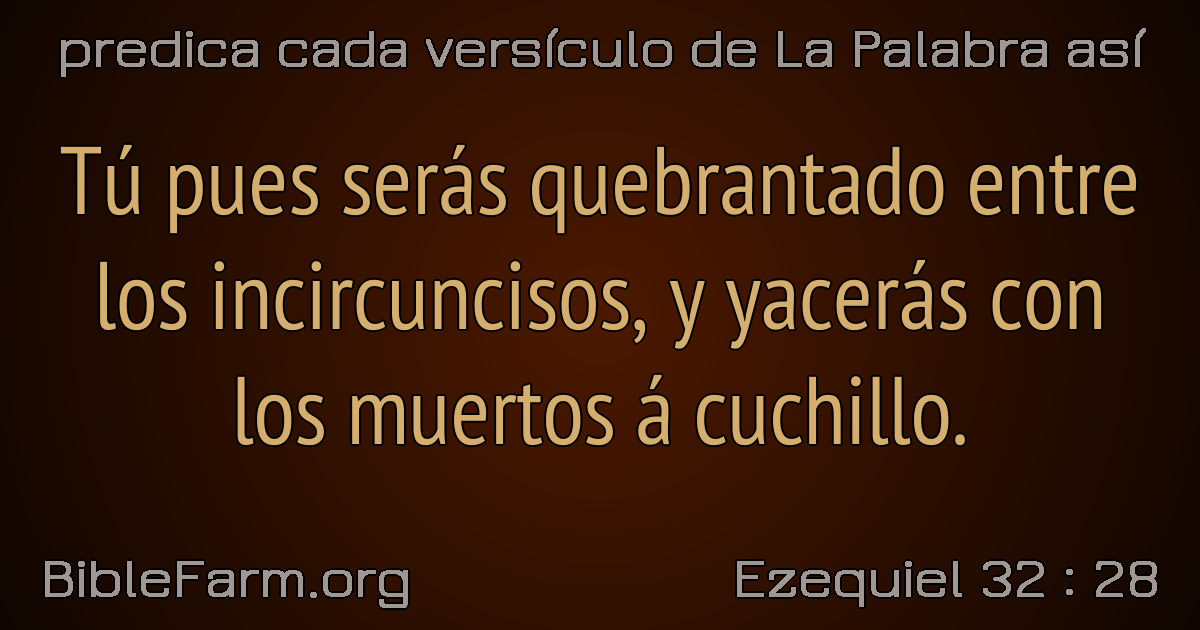 predica cada versículo de La Palabra así
Tú pues serás quebrantado entre
los incircuncisos, y yacerás con
los muertos á cuchillo.
BibleFarm.org
Ezequiel 32 : 28